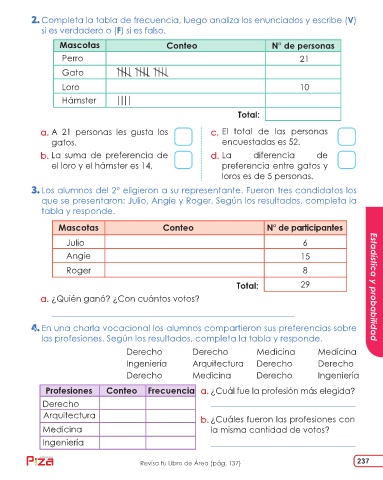 2. Completa la tabla de frecuencia, luego analiza los enunciados y escribe (V)
si es verdadero o (F) si es falso.
Mascotas Conteo N° de personas
Perro 21
Gato
Loro 10
Hámster ||||
Total:
a. A 21 personas les gusta los
gatos.
b. La suma de preferencia de
el loro y el hámster es 14.
c. El total de las personas
encuestadas es 52.
d. La diferencia de
preferencia entre gatos y
loros es de 5 personas.
3. Los alumnos del 2° eligieron a su representante. Fueron tres candidatos los
que se presentaron: Julio, Angie y Roger. Según los resultados, completa la
tabla y responde.
Mascotas Conteo N° de participantes
Julio 6
Angie 15
Roger 8
Total: 29
a. ¿Quién ganó? ¿Con cuántos votos?
4. En una charla vocacional los alumnos compartieron sus preferencias sobre
las profesiones. Según los resultados, completa la tabla y responde.
Derecho Derecho Medicina Medicina
Ingeniería Arquitectura Derecho Derecho
Derecho Medicina Derecho Ingeniería
Profesiones Conteo Frecuencia
Derecho
Arquitectura
Medicina
Ingeniería
a. ¿Cuál fue la profesión más elegida?
b. ¿Cuáles fueron las profesiones con
la misma cantidad de votos?
Estadística y probabilidad
Piza
Revisa tu Libro de Área (pág. 137)
237